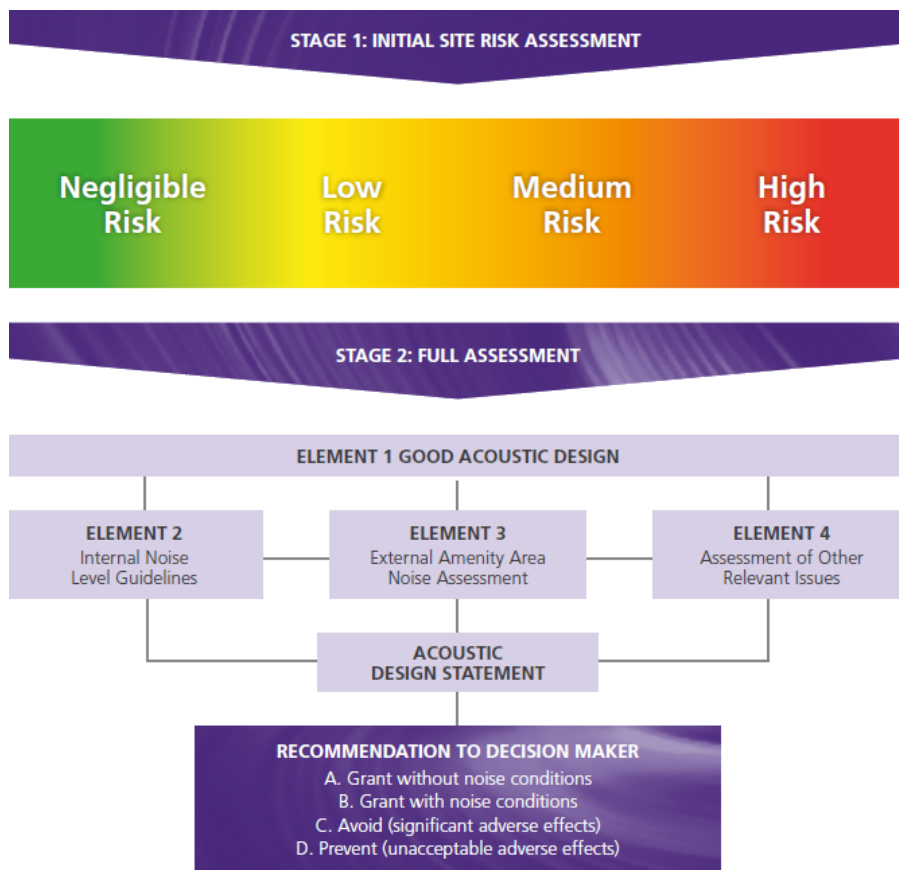 STAGE 1: INITIAL SITE RISK ASSESSMENT
Negligible
Risk
Low
Risk
Medium
Risk
High
Risk
STAGE 2: FULL ASSESSMENT
ELEMENT 1 GOOD ACOUSTIC DESIGN
ELEMENT 2
Internal Noise
Level Guidelines
ELEMENT 3
External Amenity Area
Noise Assessment
ELEMENT 4
Assessment of Other
Relevant Issues
ACOUSTIC
DESIGN STATEMENT
RECOMMENDATION TO DECISION MAKER
A. Grant without noise conditions
B. Grant with noise conditions
C. Avoid (significant adverse effects)
D. Prevent (unacceptable adverse effects)